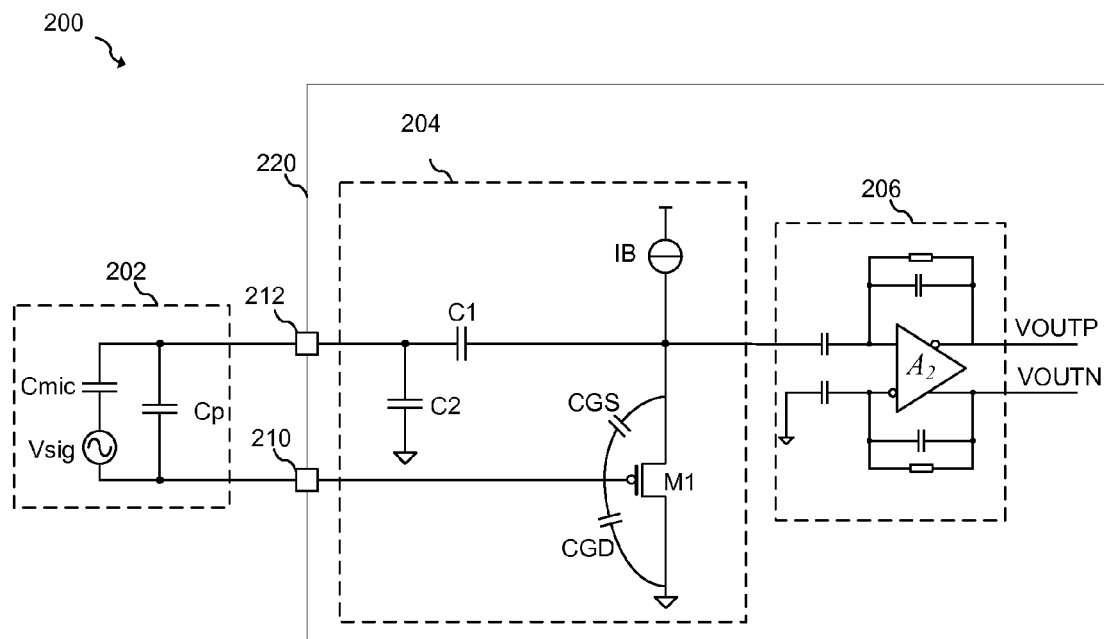 200
204
220
206
IB
202
212
C1
VOUTP
A2
Cmic
Cp
C2
CGS
VOUTN
Vsig
210
M1
CGD